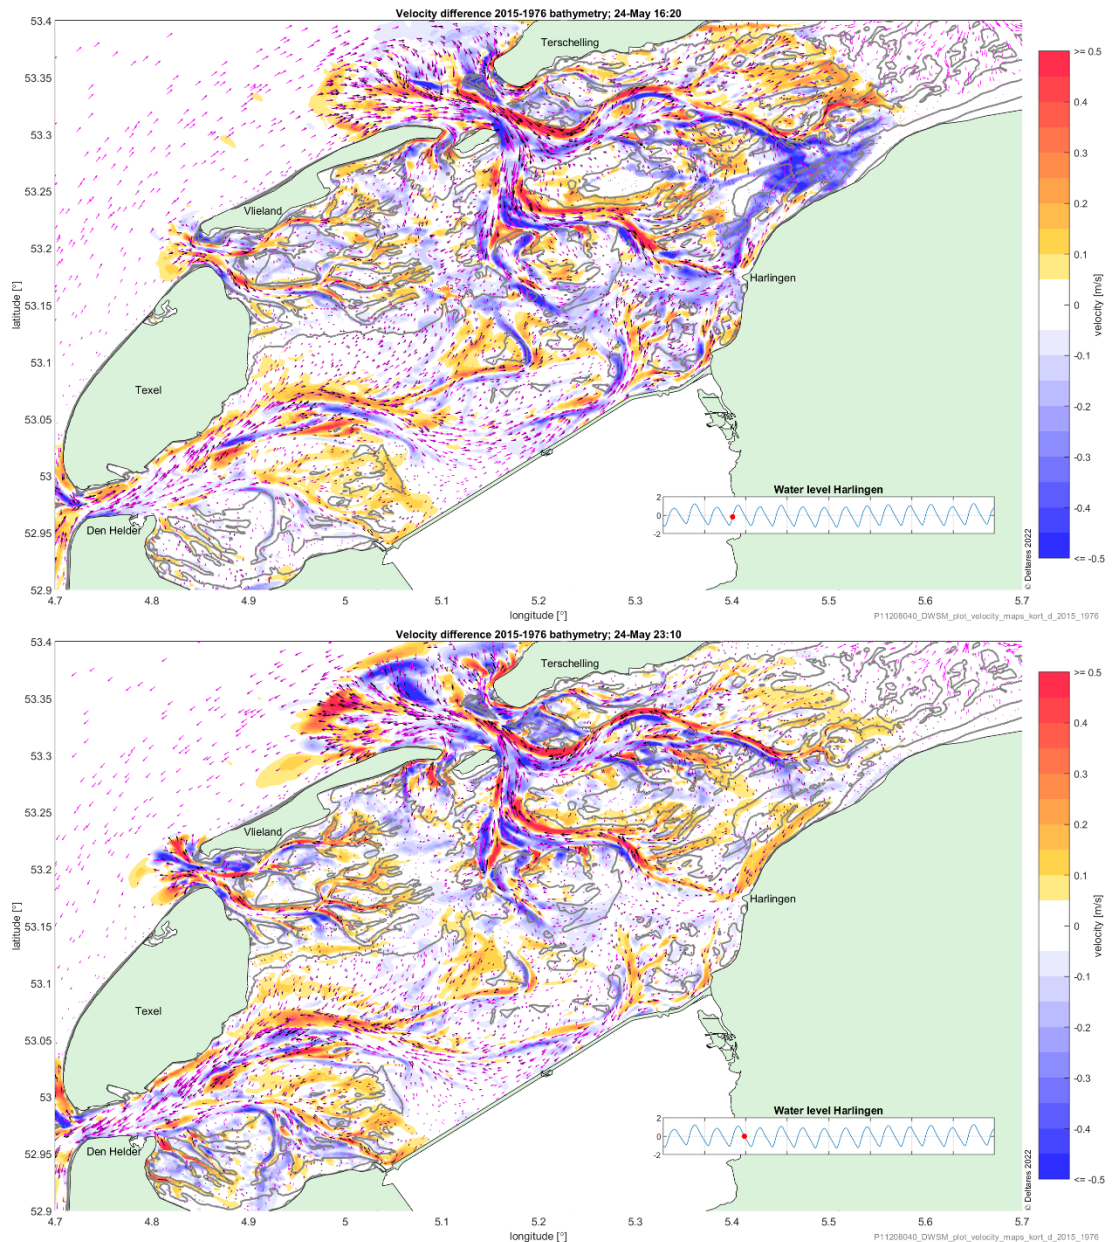 Velocity difference 2015-1976 bathymetry; 24-May 16:20
53.4
53.35
53.3
53.25
53.2
53.15
53.1
53.05
53
52.95
52.9
latitude [°]
Terschelling
Vlieland
Harlingen
Texel
Den Helder
Water level Harlingen
2
0
-2
© Deltares 2022
4.7 4.8 4.9 5 5.1 5.2 5.3 5.4 5.5 5.6 5.7
longitude [°]
P11208040_DWSM_plot_velocity_maps_kort_d_2015_1976
>= 0.5
0.4
0.3
0.2
0.1
0
-0.1
-0.2
-0.3
-0.4
<= -0.5
velocity [m/s]
Velocity difference 2015-1976 bathymetry; 24-May 23:10
53.4
53.35
53.3
53.25
53.2
53.15
53.1
53.05
53
52.95
52.9
latitude [°]
Terschelling
Vlieland
Harlingen
Texel
Den Helder
Water level Harlingen
2
0
-2
© Deltares 2022
4.7 4.8 4.9 5 5.1 5.2 5.3 5.4 5.5 5.6 5.7
longitude [°]
P11208040_DWSM_plot_velocity_maps_kort_d_2015_1976
>= 0.5
0.4
0.3
0.2
0.1
0
-0.1
-0.2
-0.3
-0.4
<= -0.5
velocity [m/s]